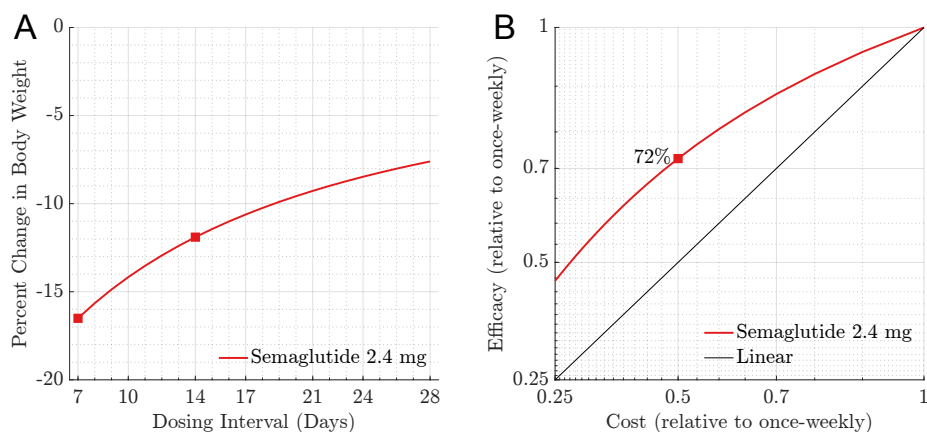 A
Percent Change in Body Weight
0
-5
-10
-15
-20
7 10 14 17 21 24 28
Dosing Interval (Days)
Semaglutide 2.4 mg
B
Efficacy (relative to once-weekly)
1
0.7
0.5
0.25
72%
0.25 0.5 0.7 1
Cost (relative to once-weekly)
Semaglutide 2.4 mg
Linear